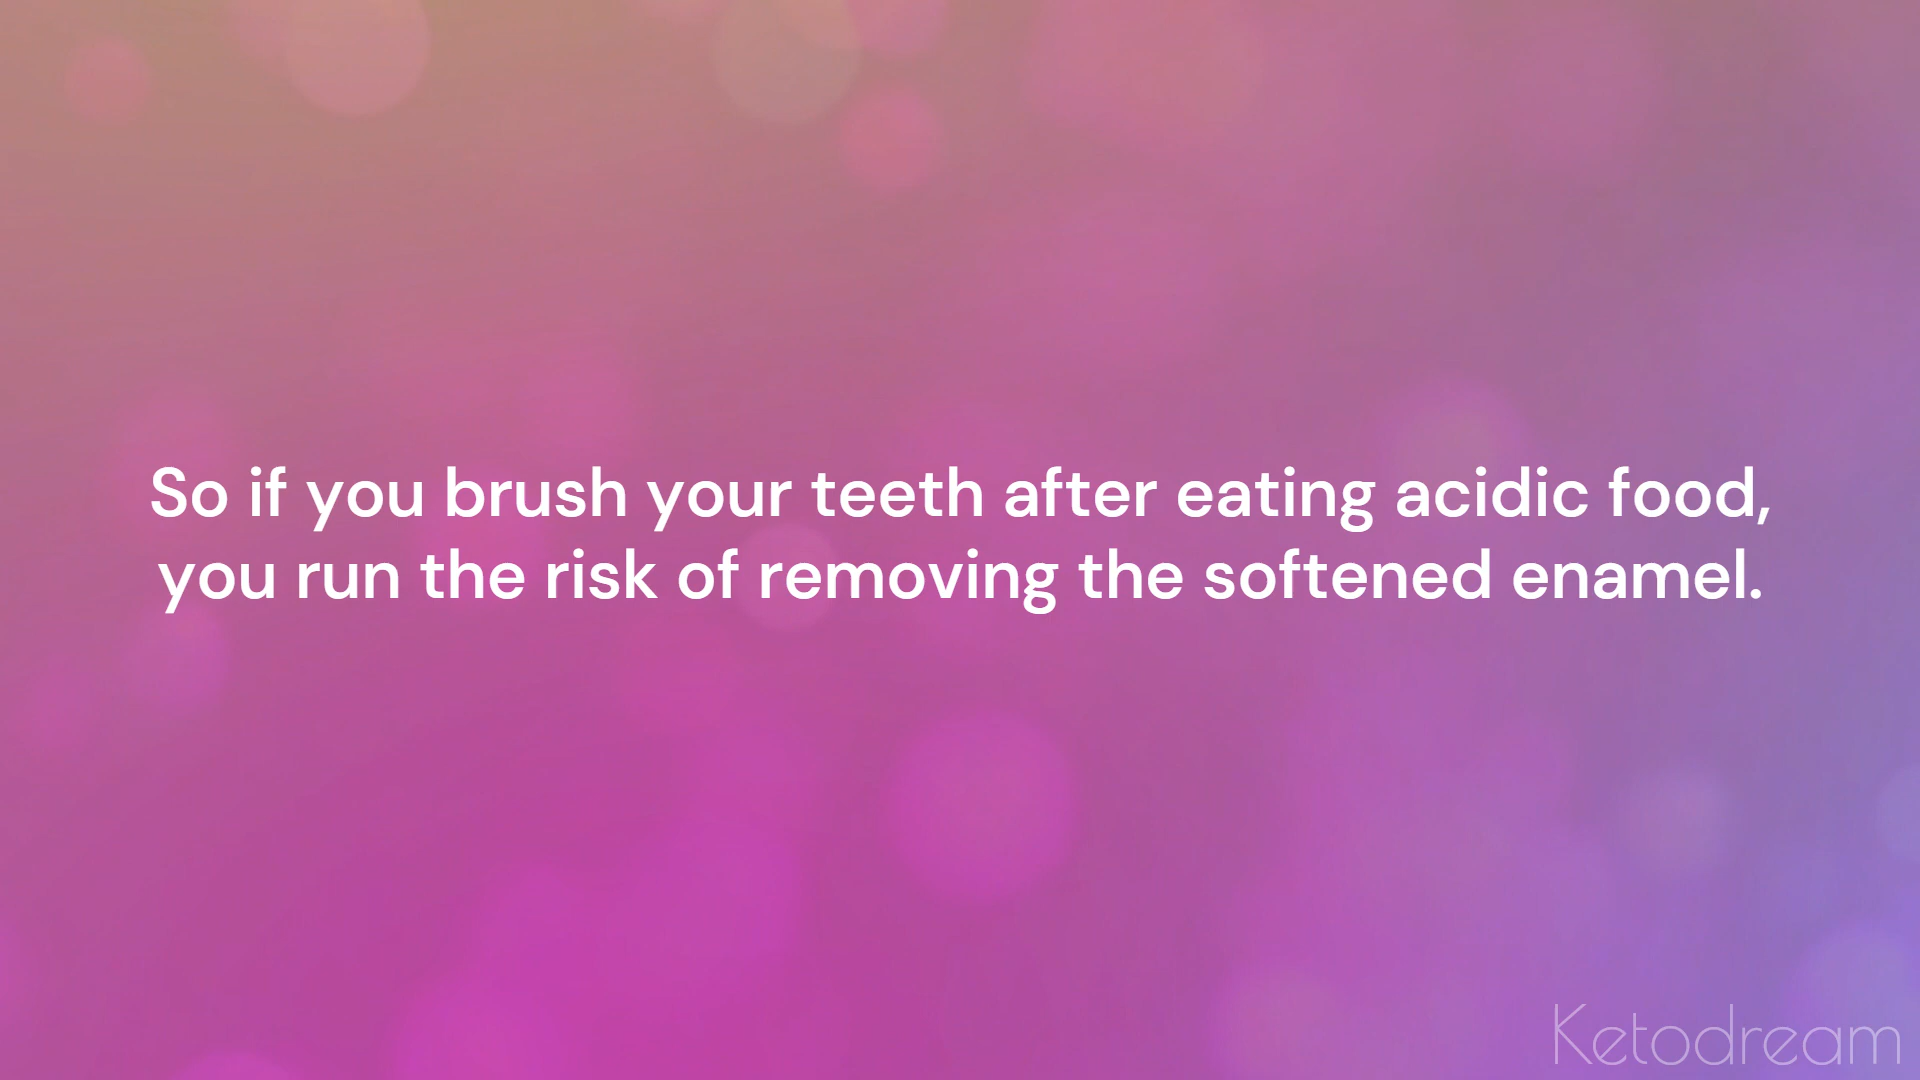 So if you brush your teeth after eating acidic food,
you run the risk of removing the softened enamel.
Ketodream